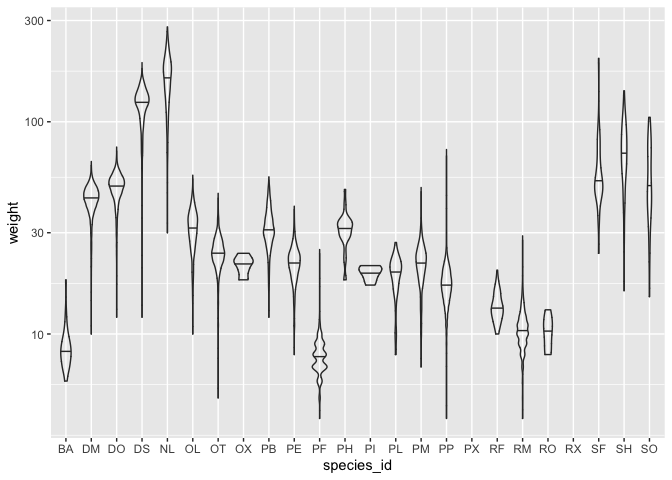 300
100
30
10
weight
BA DM DO DS NL OL OT OX PB PE PF PH PI PL PM PP PX RF RM RO RX SF SH SO
species_id